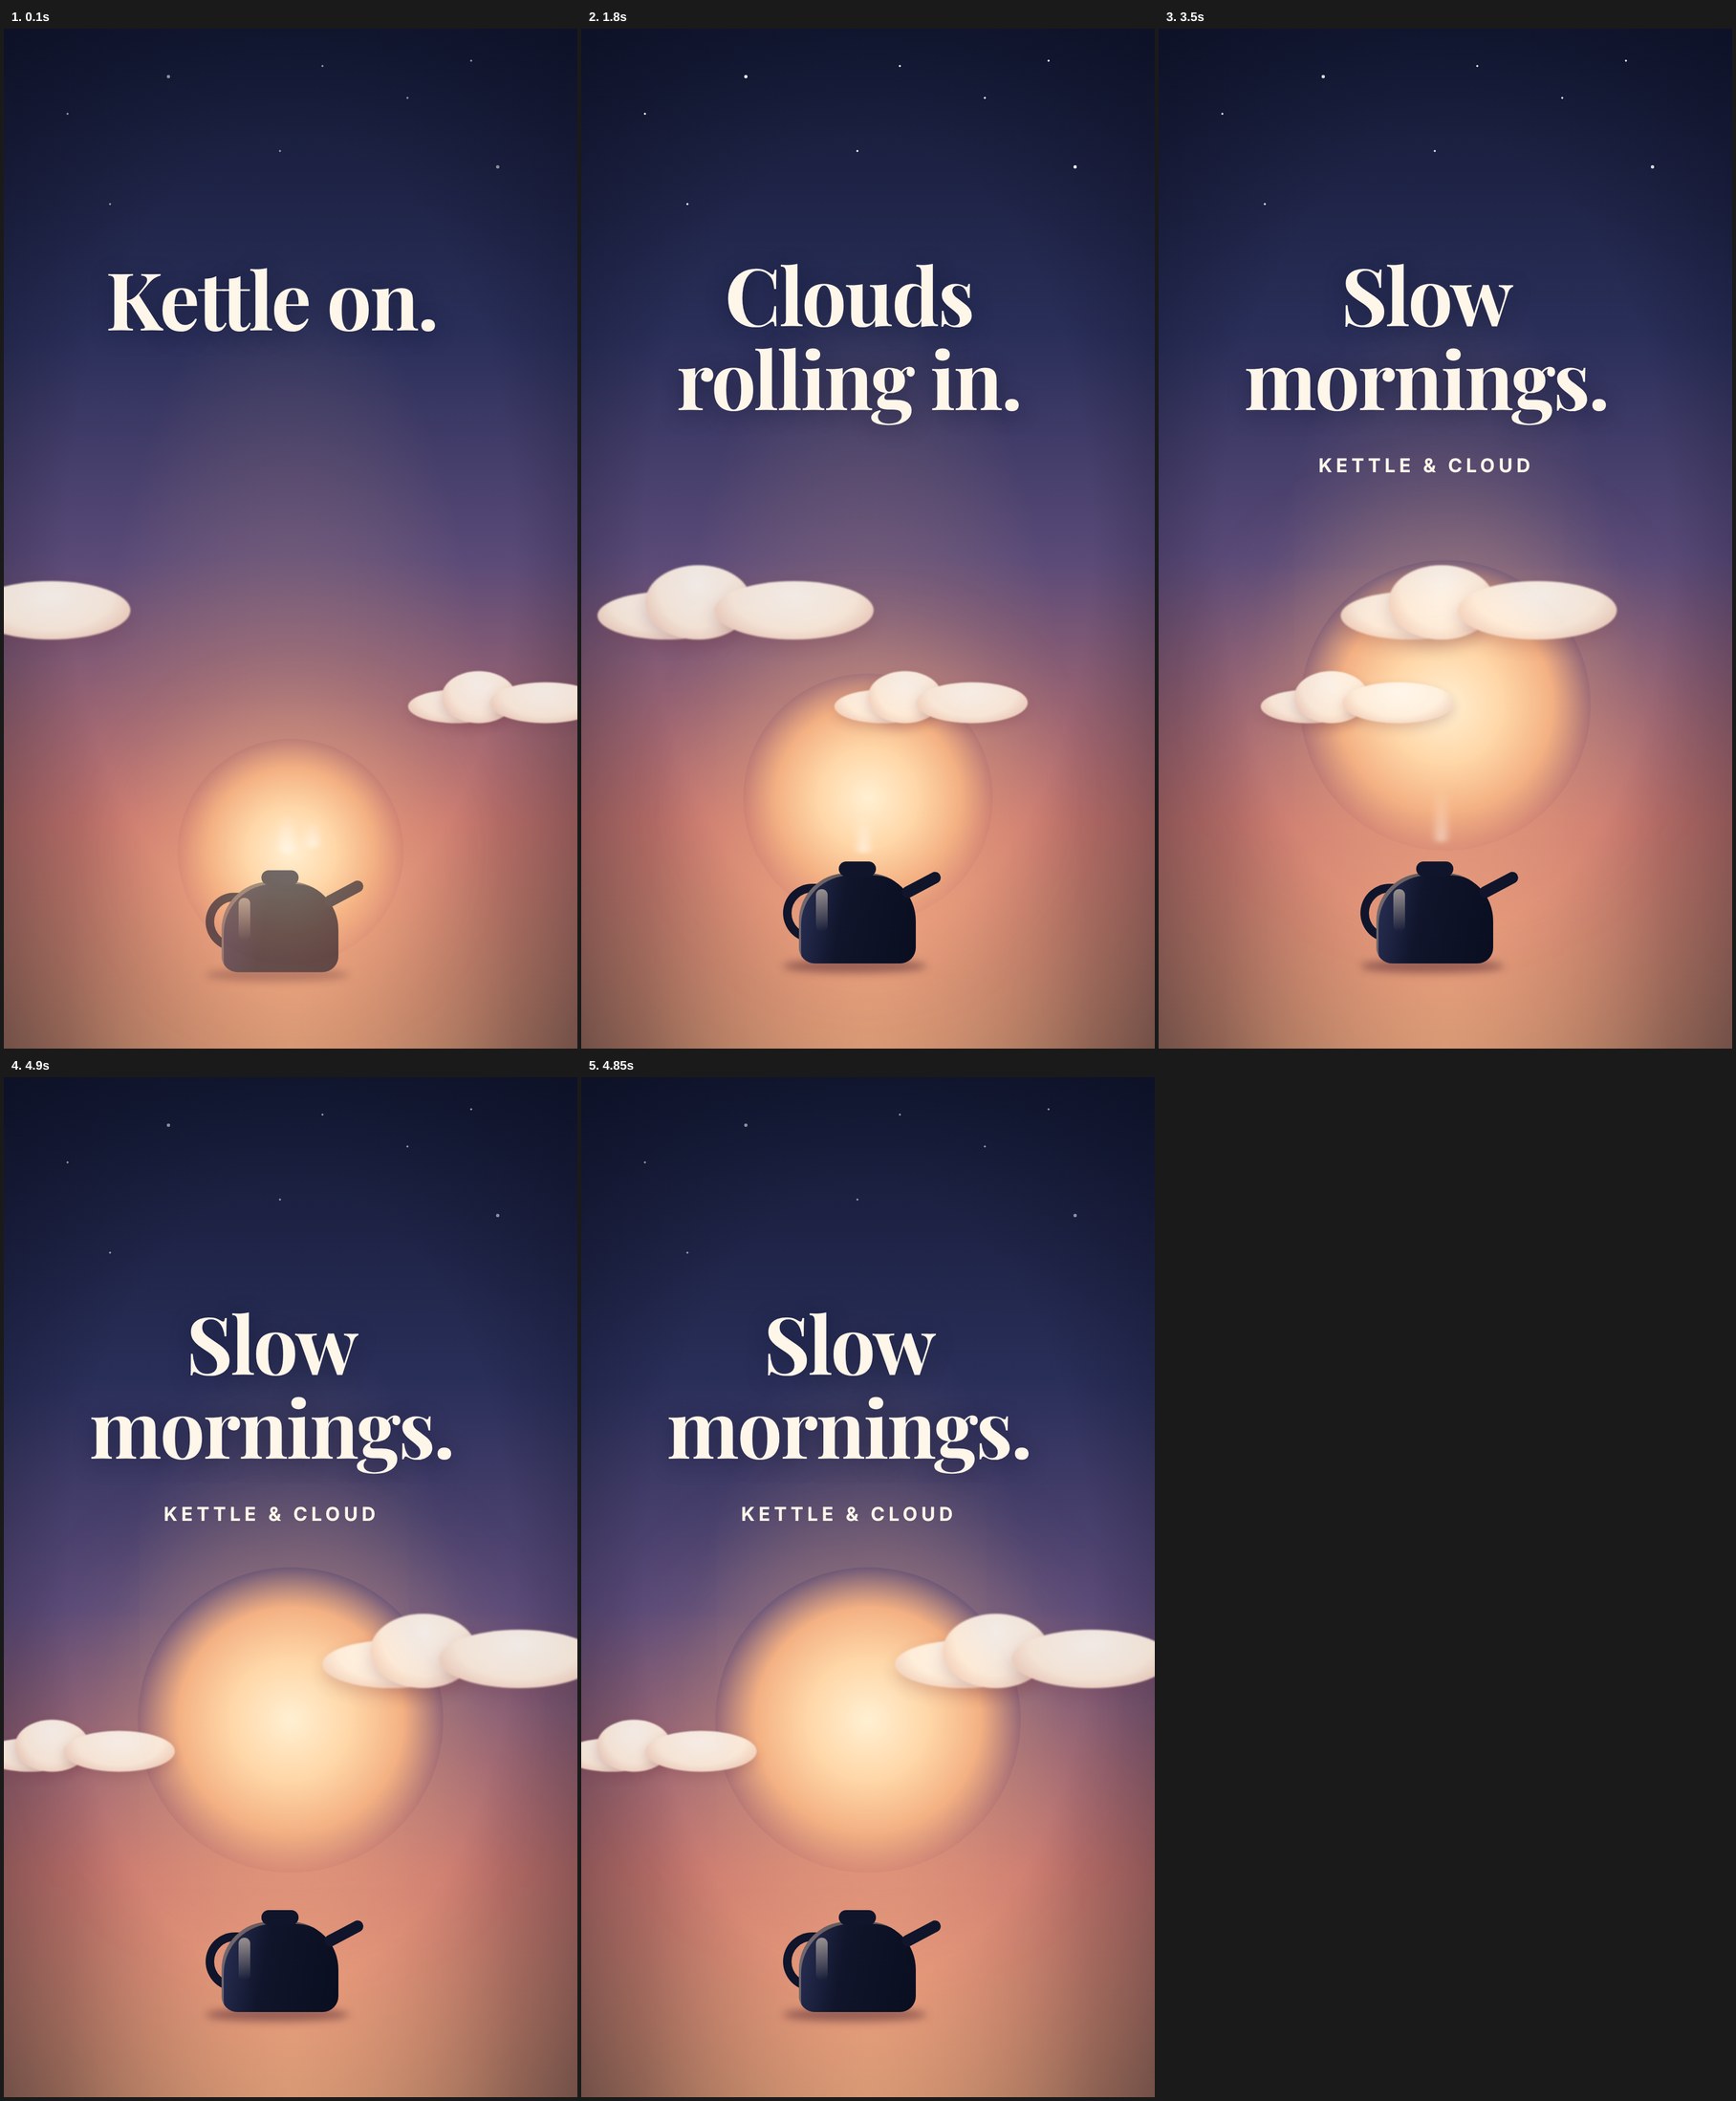 1. 0.1s
Kettle on.
2. 1.8s
Clouds
rolling in.
3. 3.5s
Slow
mornings.
KETTLE & CLOUD
4. 4.9s
Slow
mornings.
KETTLE & CLOUD
5. 4.85s
Slow
mornings.
KETTLE & CLOUD